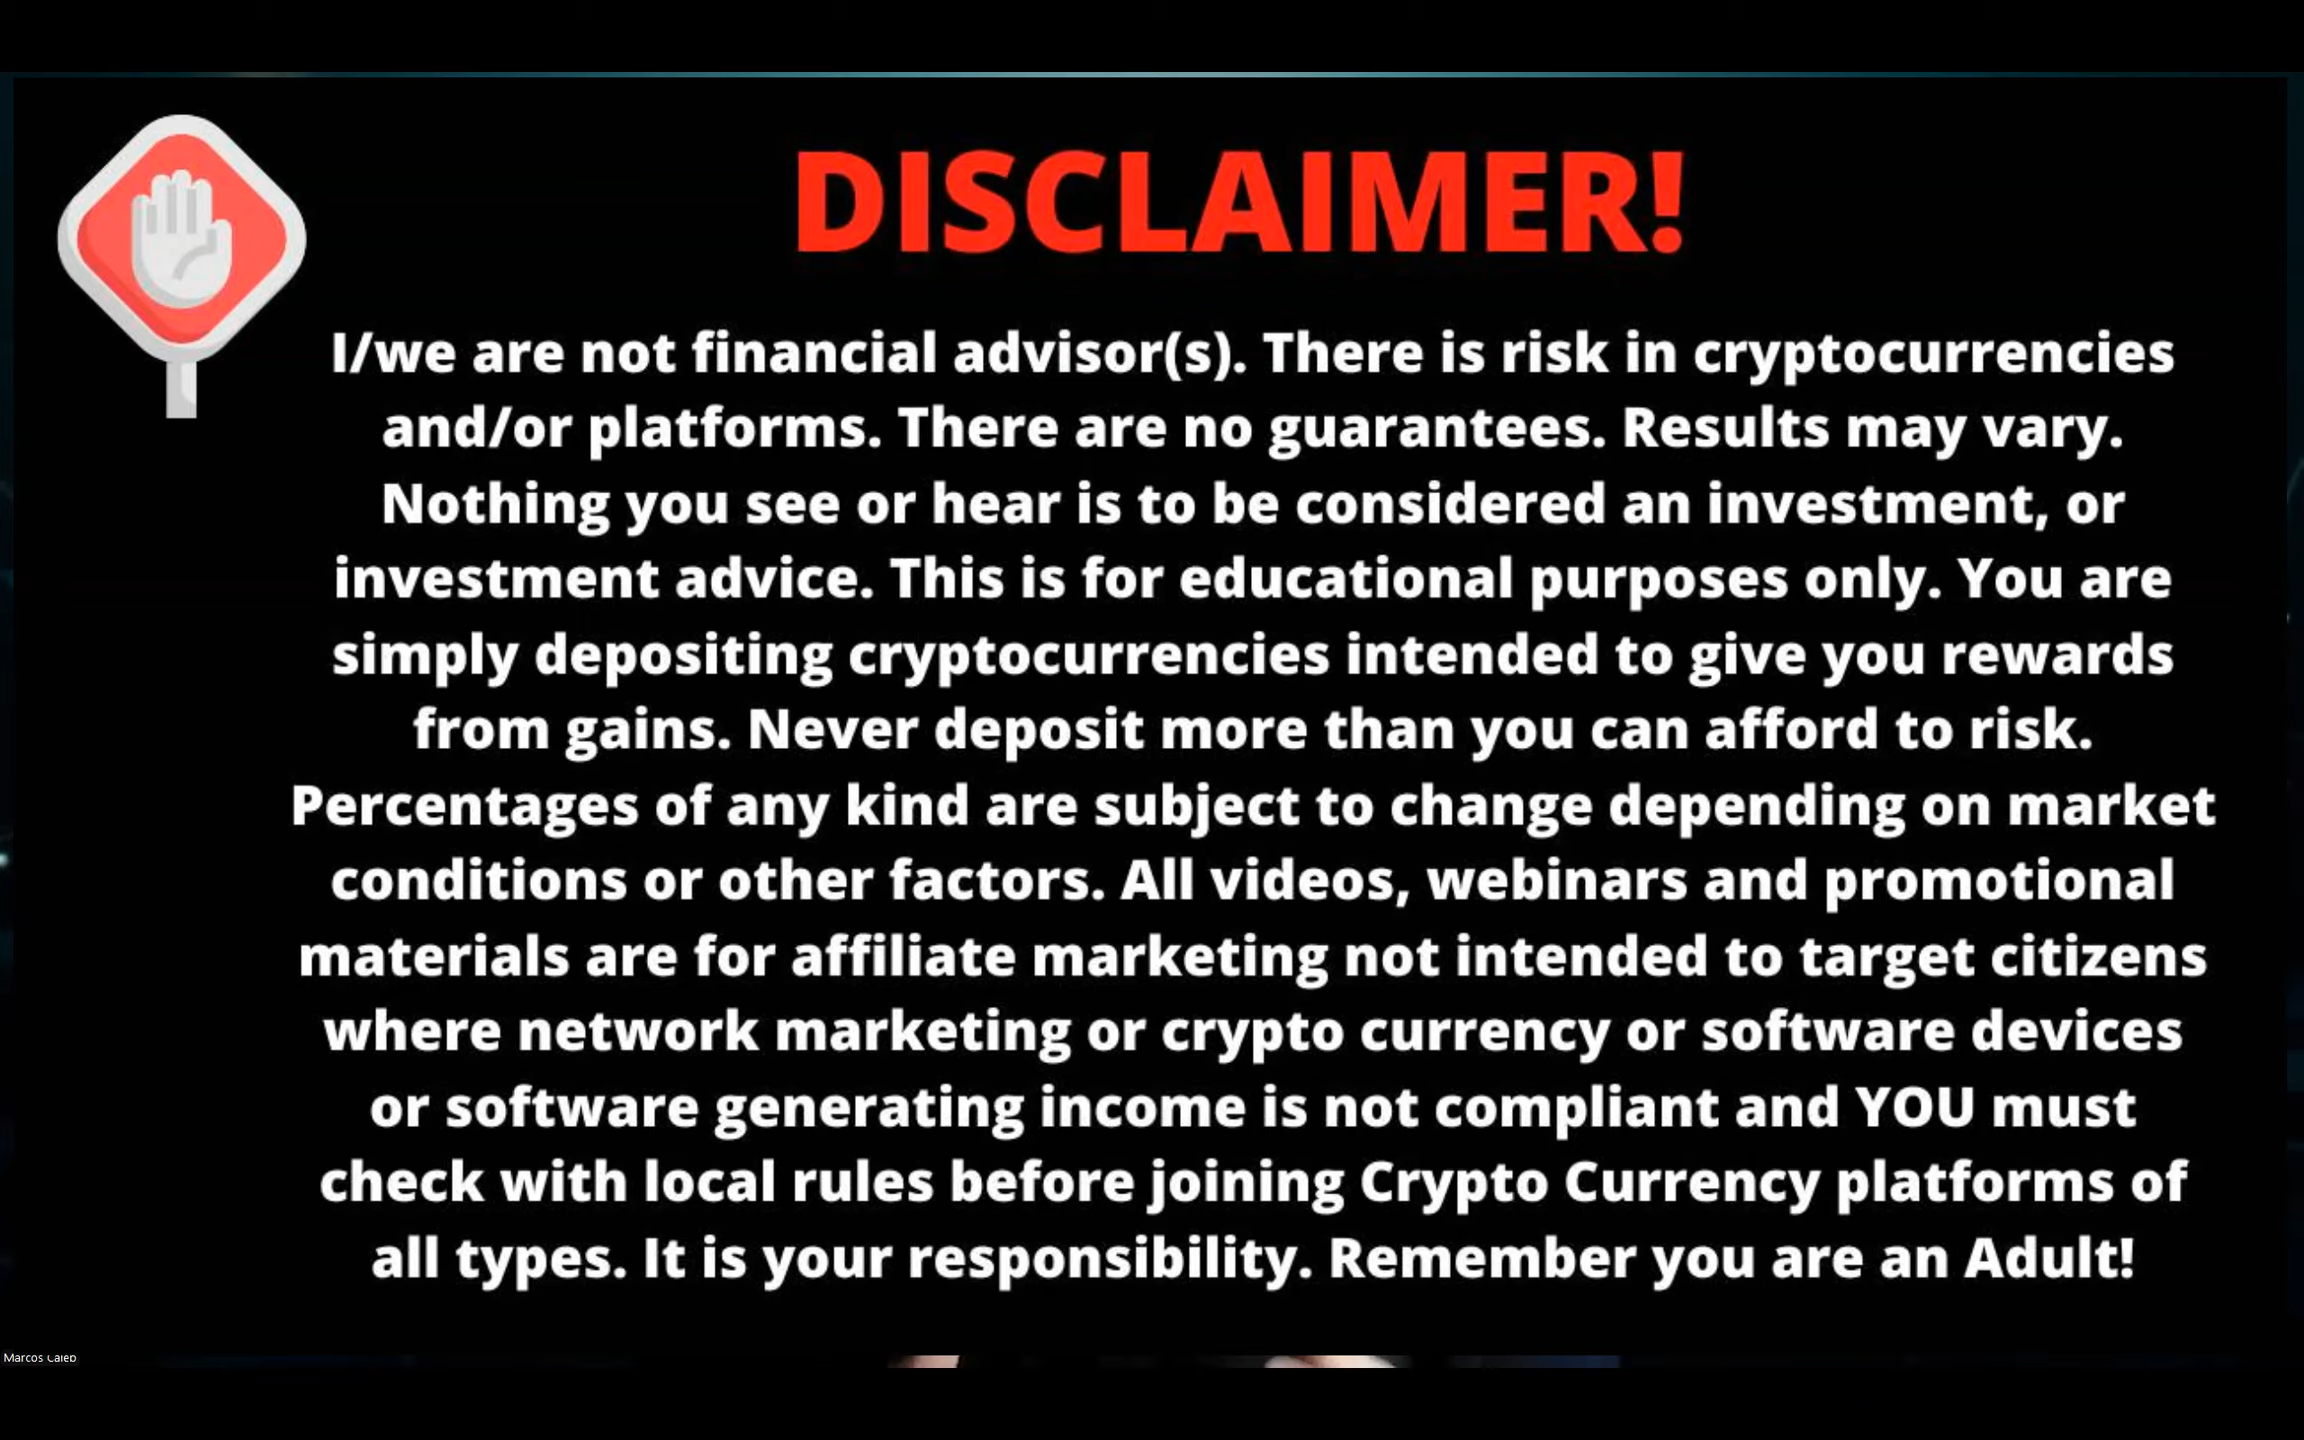 DISCLAIMER!
I/we are not financial advisor(s). There is risk in cryptocurrencies
and/or platforms. There are no guarantees. Results may vary.
Nothing you see or hear is to be considered an investment, or
investment advice. This is for educational purposes only. You are
simply depositing cryptocurrencies intended to give you rewards
from gains. Never deposit more than you can afford to risk.
Percentages of any kind are subject to change depending on market
conditions or other factors. All videos, webinars and promotional
materials are for affiliate marketing not intended to target citizens
where network marketing or crypto currency or software devices
or software generating income is not compliant and YOU must
check with local rules before joining Crypto Currency platforms of
all types. It is your responsibility. Remember you are an Adult!
Marcos Caleb